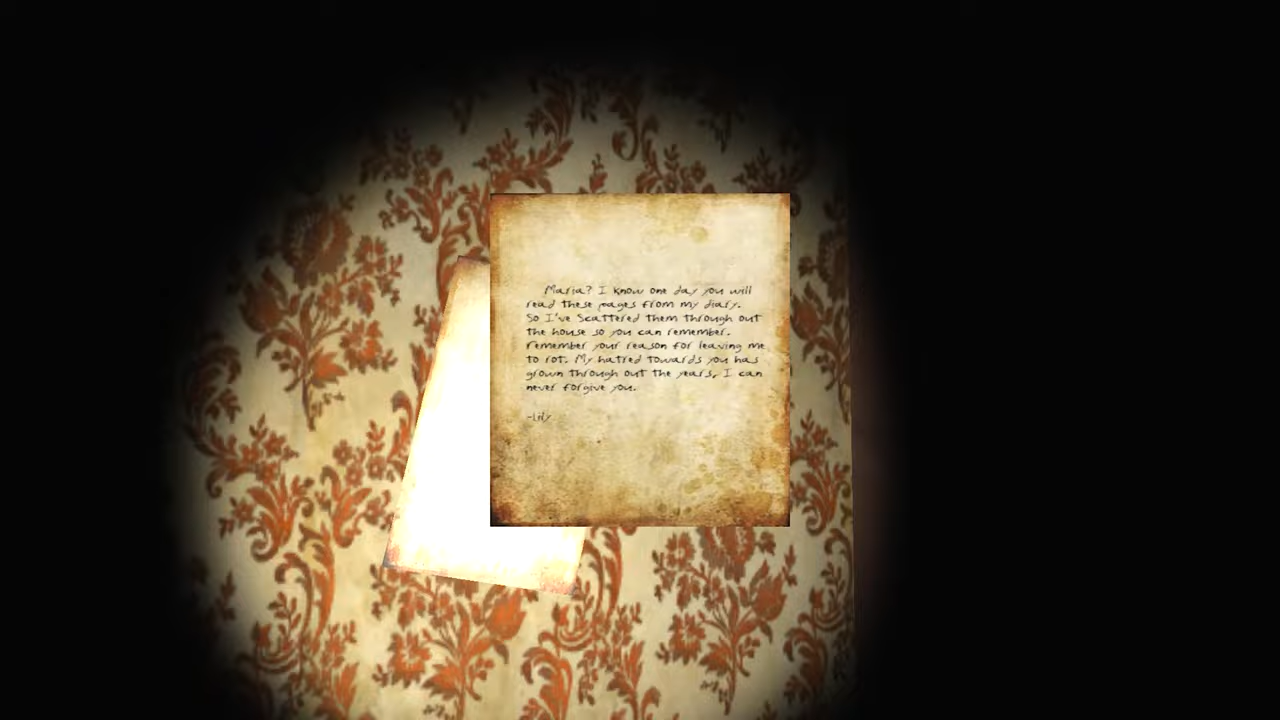 Maria? I know one day you will
read these pages from my diary.
So I've Scattered them through out
the house so you can remember.
Remember your reason for leaving me
to rot. My hatred towards you has
grown through out the years, I can
never forgive you.
-Lily